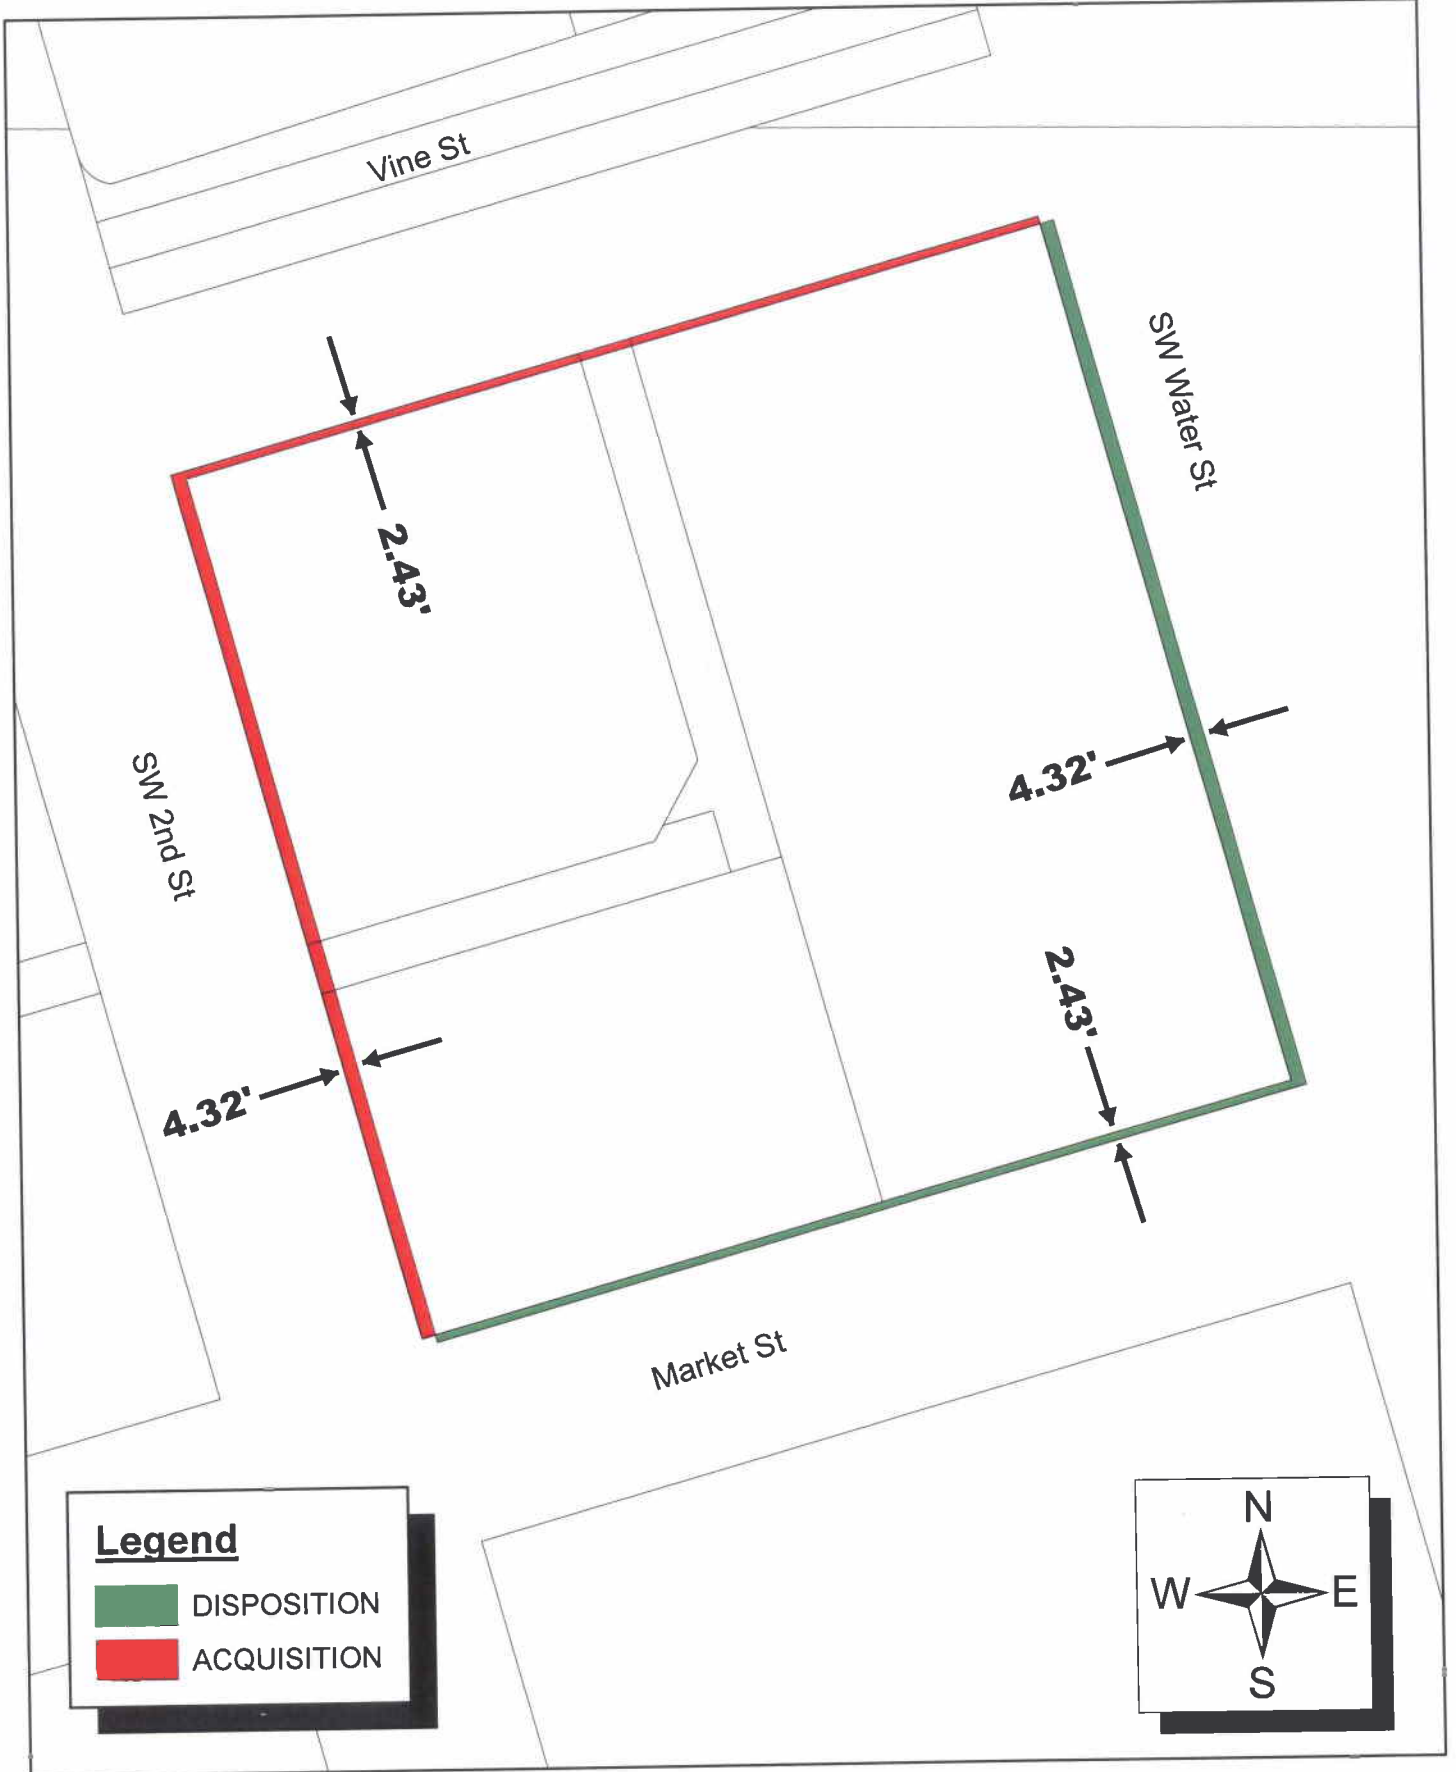 Vine St
SW Water St
2.43'
SW 2nd St
4.32'
2.43'
4.32'
Market St
Legend
DISPOSITION
ACQUISITION
N
W E
S